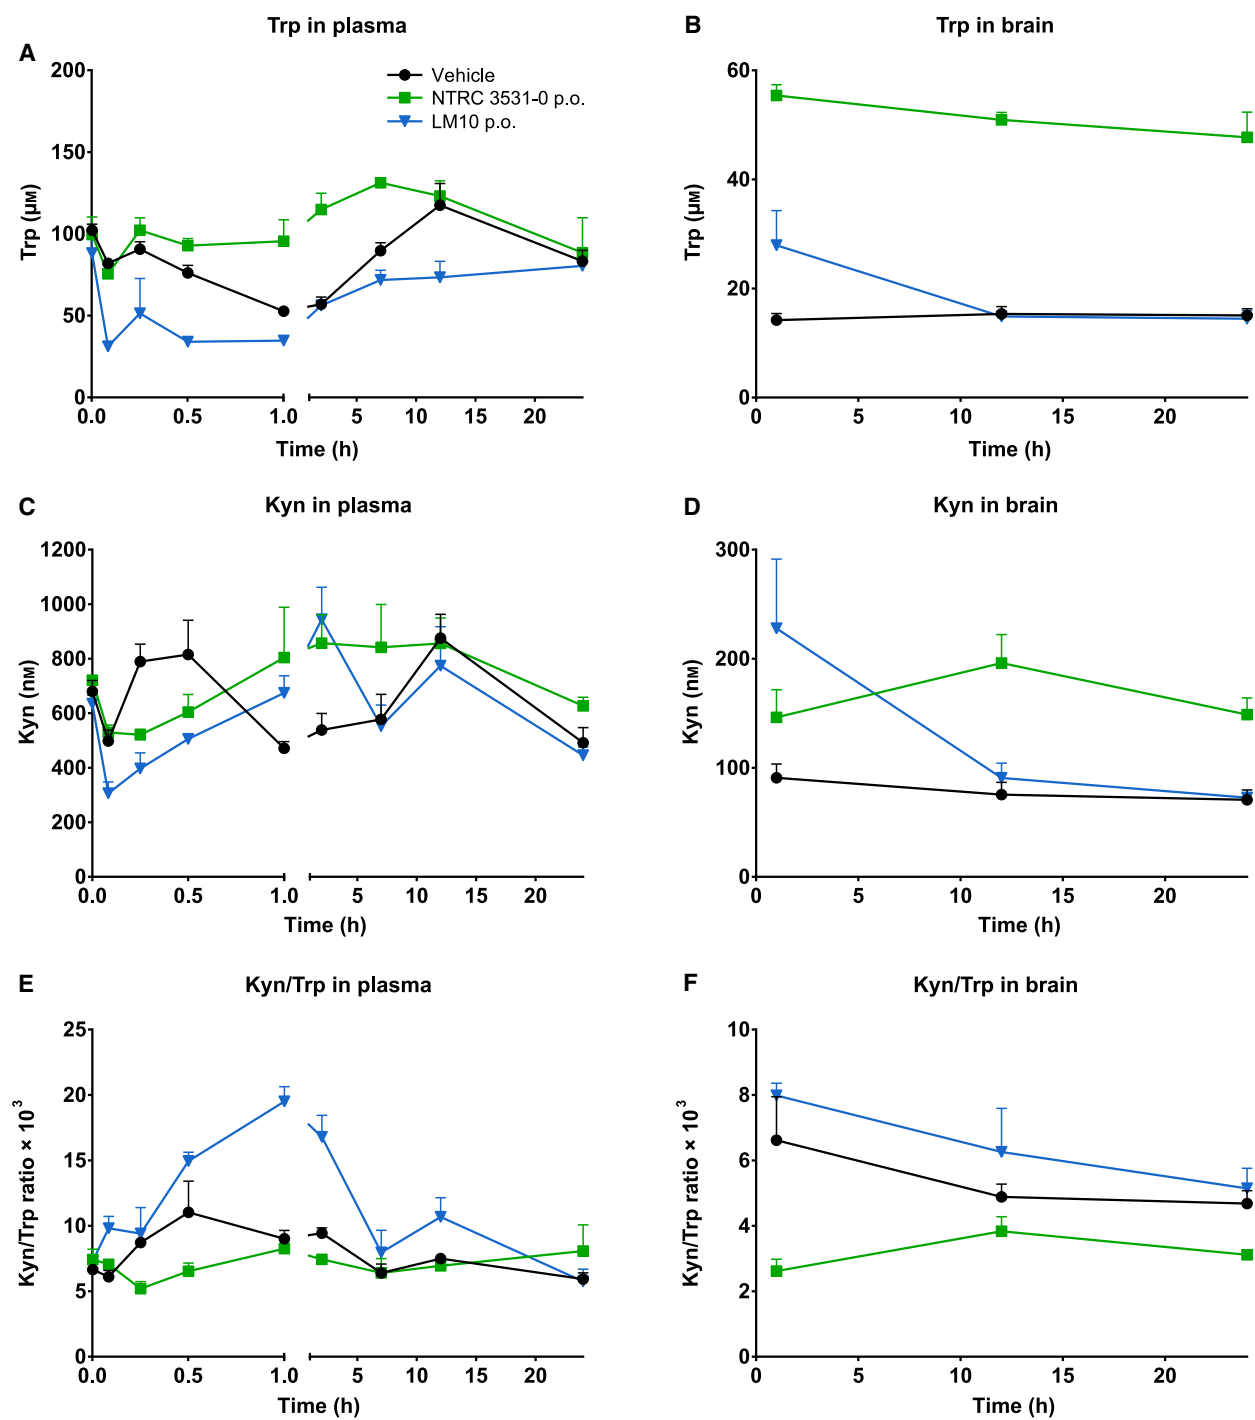 Trp in plasma
A
200
150
100
50
0
Trp (μM)
Vehicle
NTRC 3531-0 p.o.
LM10 p.o.
0.0 0.5 1.0 5 10 15 20
Time (h)
Trp in brain
B
60
40
20
0
Trp (μM)
0 5 10 15 20
Time (h)
Kyn in plasma
C
1200
1000
800
600
400
200
0
Kyn (nM)
0.0 0.5 1.0 5 10 15 20
Time (h)
Kyn in brain
D
300
200
100
0
Kyn (nM)
0 5 10 15 20
Time (h)
Kyn/Trp in plasma
E
25
20
15
10
5
0
Kyn/Trp ratio × 10³
0.0 0.5 1.0 5 10 15 20
Time (h)
Kyn/Trp in brain
F
10
8
6
4
2
0
Kyn/Trp ratio × 10³
0 5 10 15 20
Time (h)